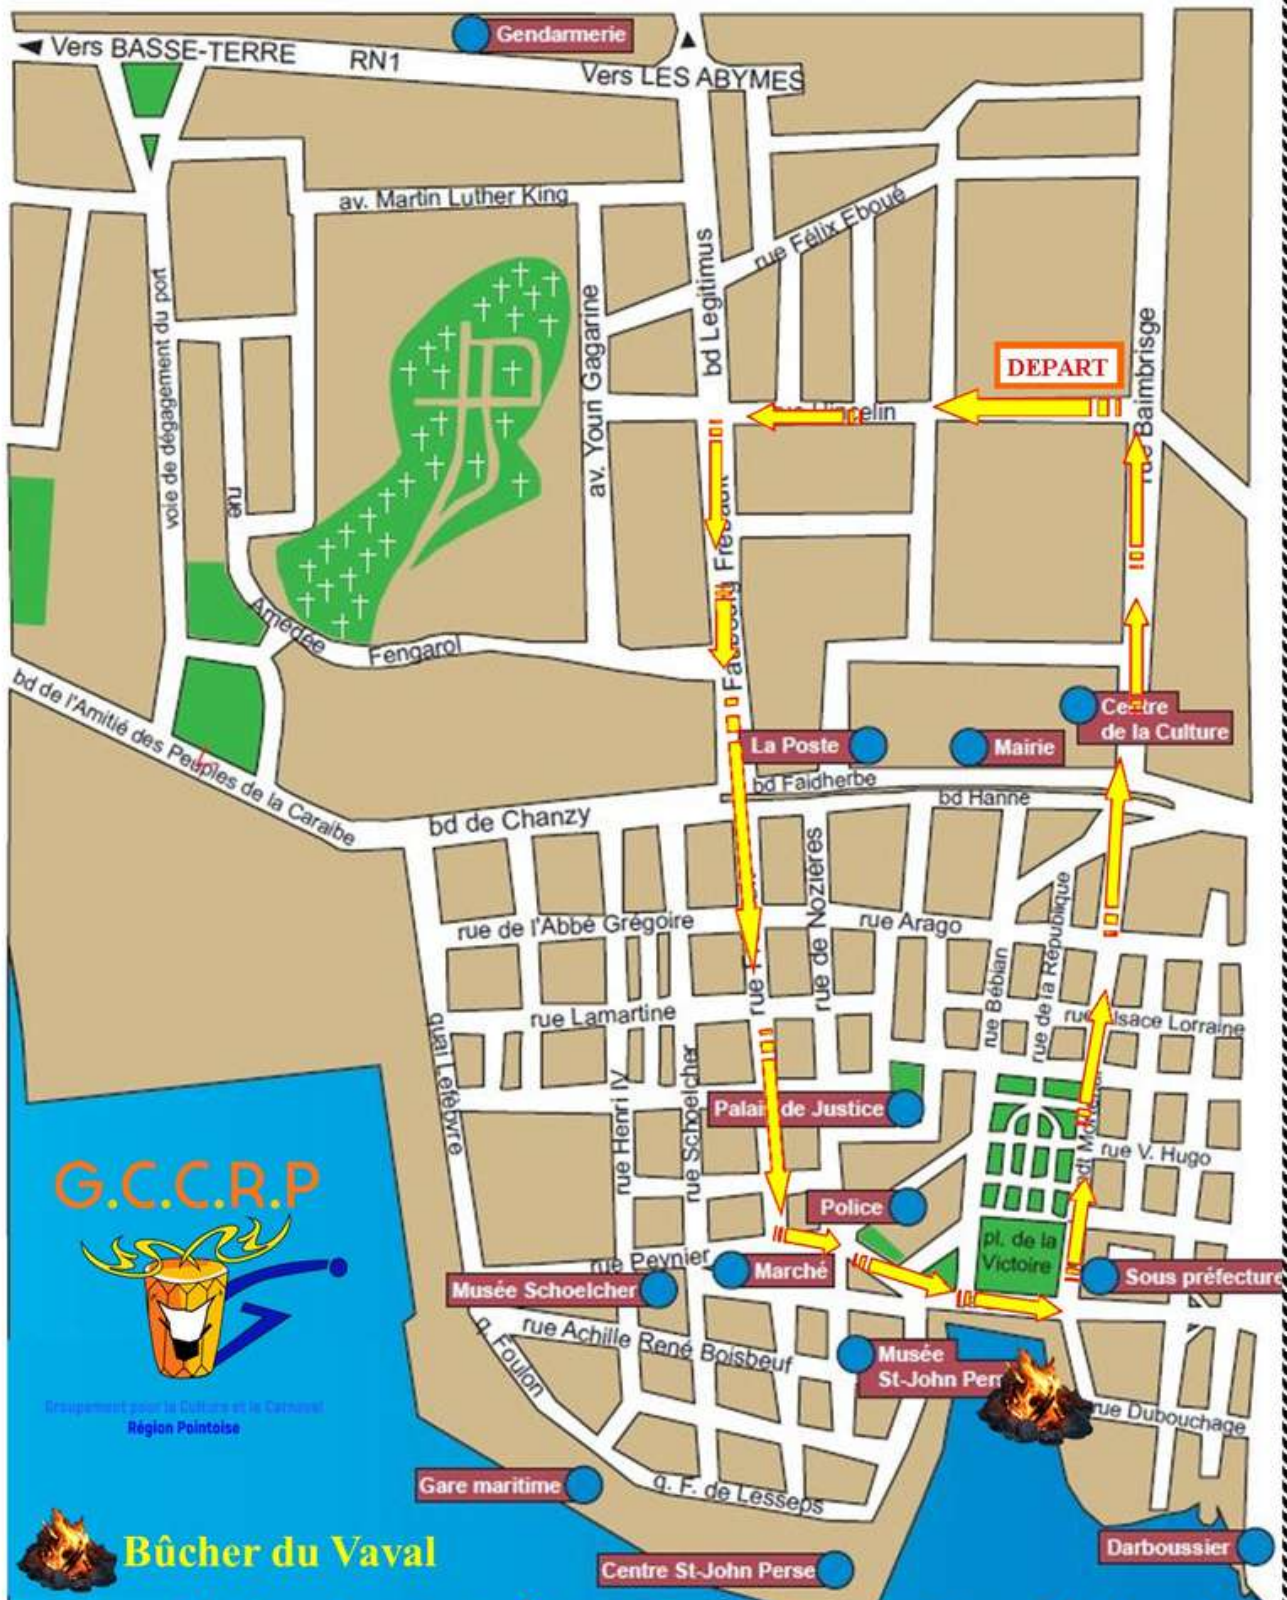 Gendarmerie
Vers BASSE-TERRE
RN1
Vers LES ABYMES
av. Martin Luther King
rue Félix Eboué
bd Legitimus
voie de dégagement du port
av. Youn Gagarine
rue Baimbrisge
DEPART
rue
Amédée
Fengarol
Faubourg Frebault
bd de l'Amitié des Peuples de la Caraibe
Centre
de la Culture
La Poste
Mairie
bd Faidherbe
bd Hanne
bd de Chanzy
rue de Nozières
rue de l'Abbé Grégoire
rue Arago
rue de la République
rue Bébian
rue
rue Lamartine
rue Alsace Lorraine
quai Lefèbvre
rue Henri IV
rue Schoelcher
Palais de Justice
rue V. Hugo
G.C.C.R.P
Police
pl. de la
Victoire
rue Peynier
Marché
Sous préfecture
Musée Schoelcher
q. Foulon
rue Achille René Boisbeuf
Musée
St-John Per
rue Dubouchage
Groupement pour la Culture et le Carnaval
Région Pointoise
Gare maritime
q. F. de Lesseps
Bûcher du Vaval
Centre St-John Perse
Darboussier